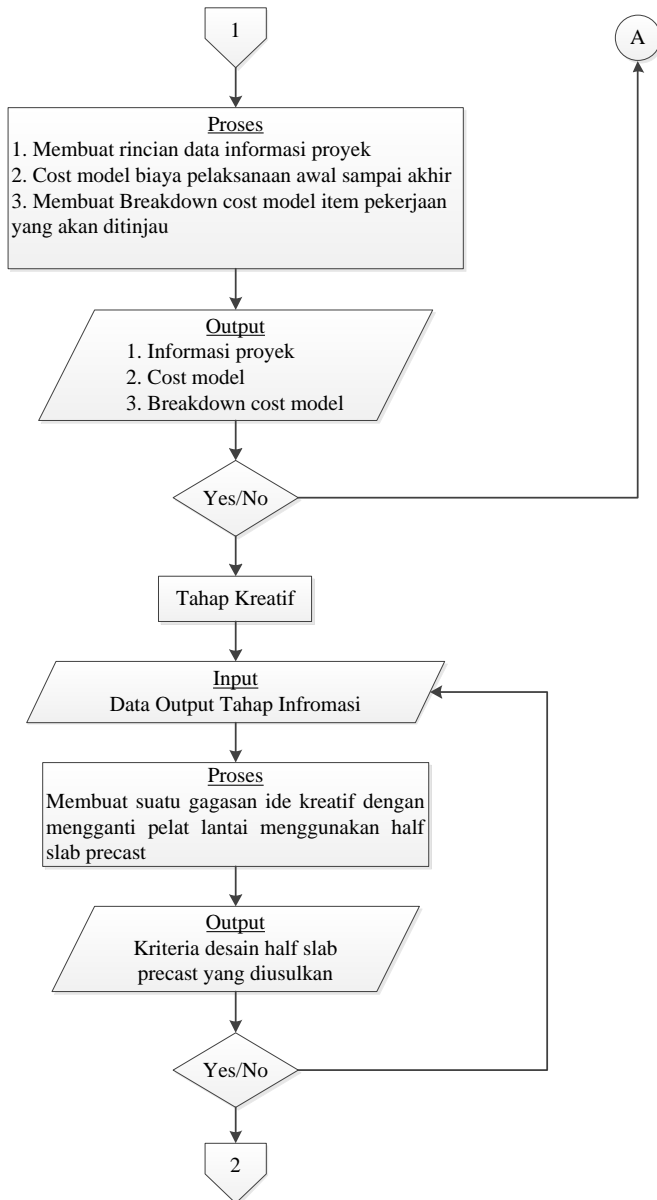 1
A
Proses
1. Membuat rincian data informasi proyek
2. Cost model biaya pelaksanaan awal sampai akhir
3. Membuat Breakdown cost model item pekerjaan
yang akan ditinjau
Output
1. Informasi proyek
2. Cost model
3. Breakdown cost model
Yes/No
Tahap Kreatif
Input
Data Output Tahap Infromasi
Proses
Membuat suatu gagasan ide kreatif dengan
mengganti pelat lantai menggunakan half
slab precast
Output
Kriteria desain half slab
precast yang diusulkan
Yes/No
2